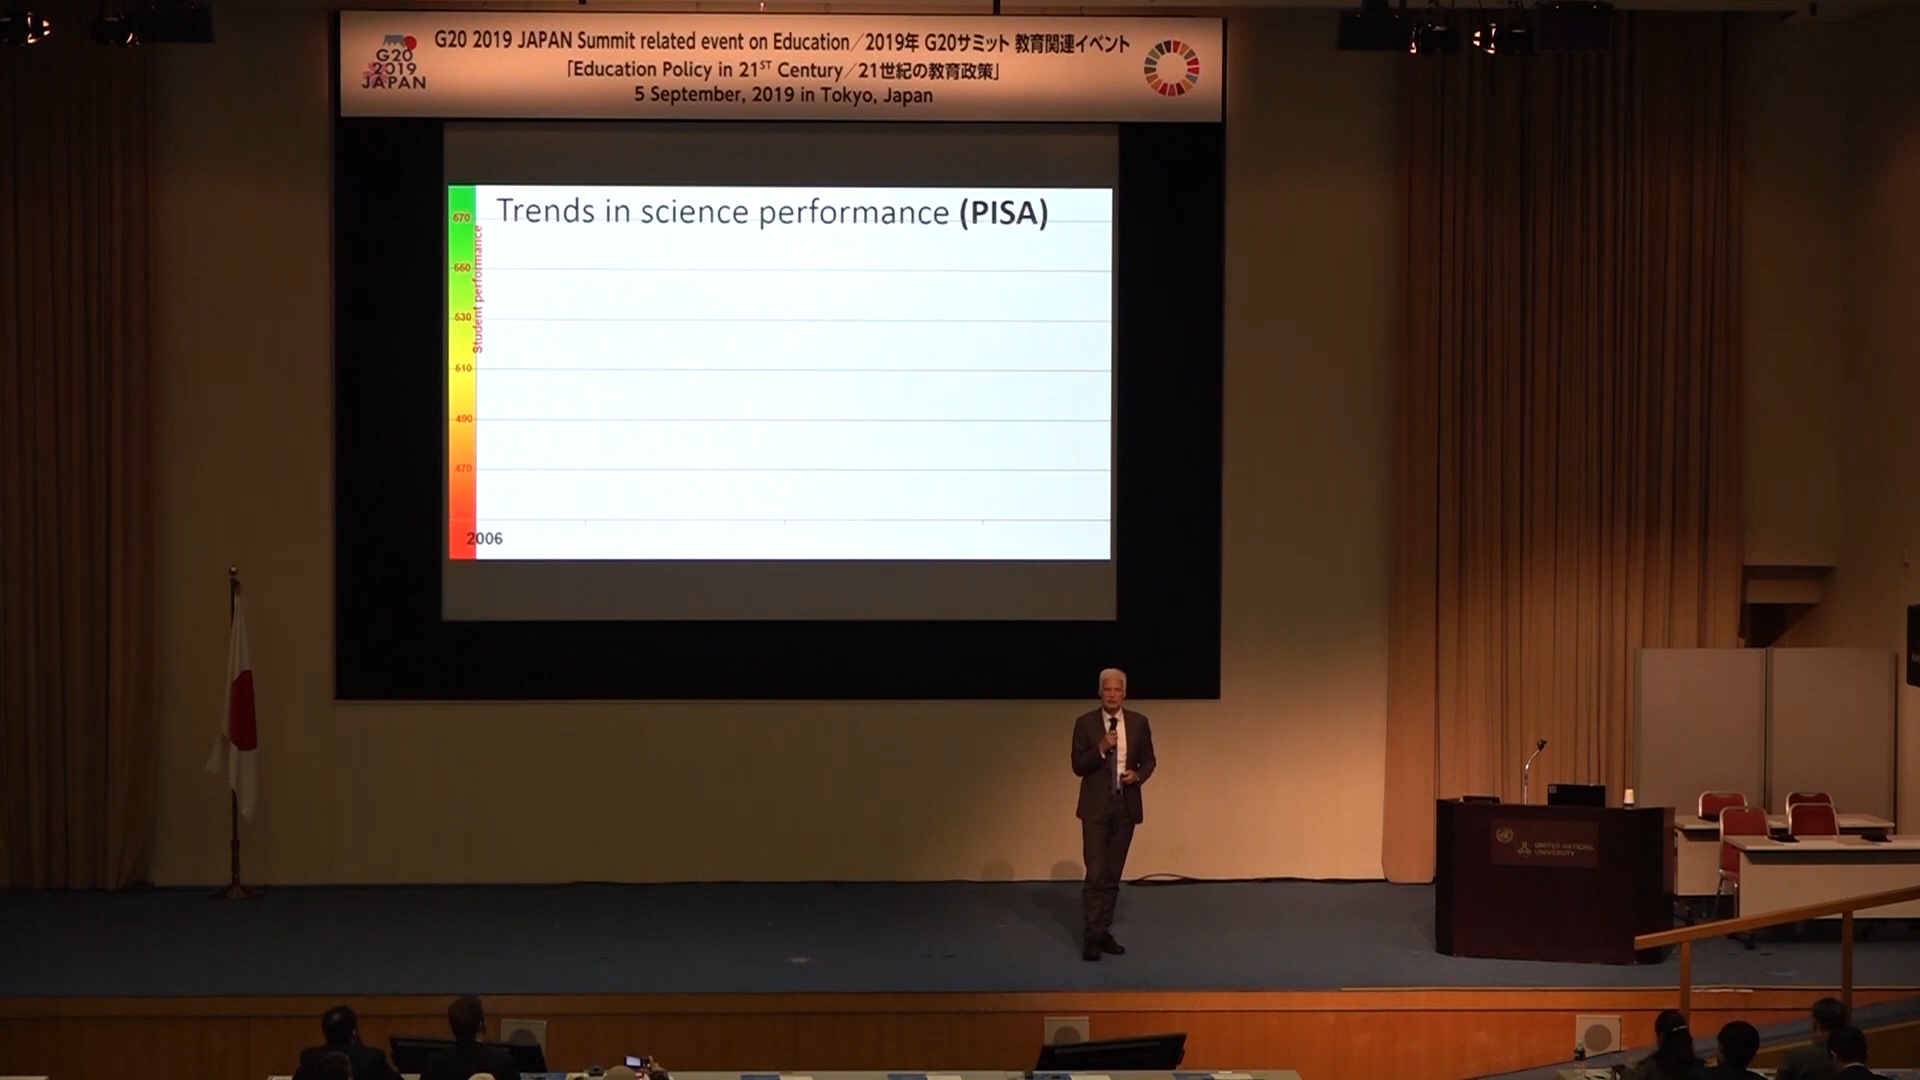 G20 2019 JAPAN Summit related event on Education/2019年 G20サミット 教育関連イベント
「Education Policy in 21ST Century/21世紀の教育政策」
5 September, 2019 in Tokyo, Japan
G20
2019
JAPAN
Trends in science performance (PISA)
Student performance
570
550
530
510
490
470
2006
UNITED NATIONS
UNIVERSITY